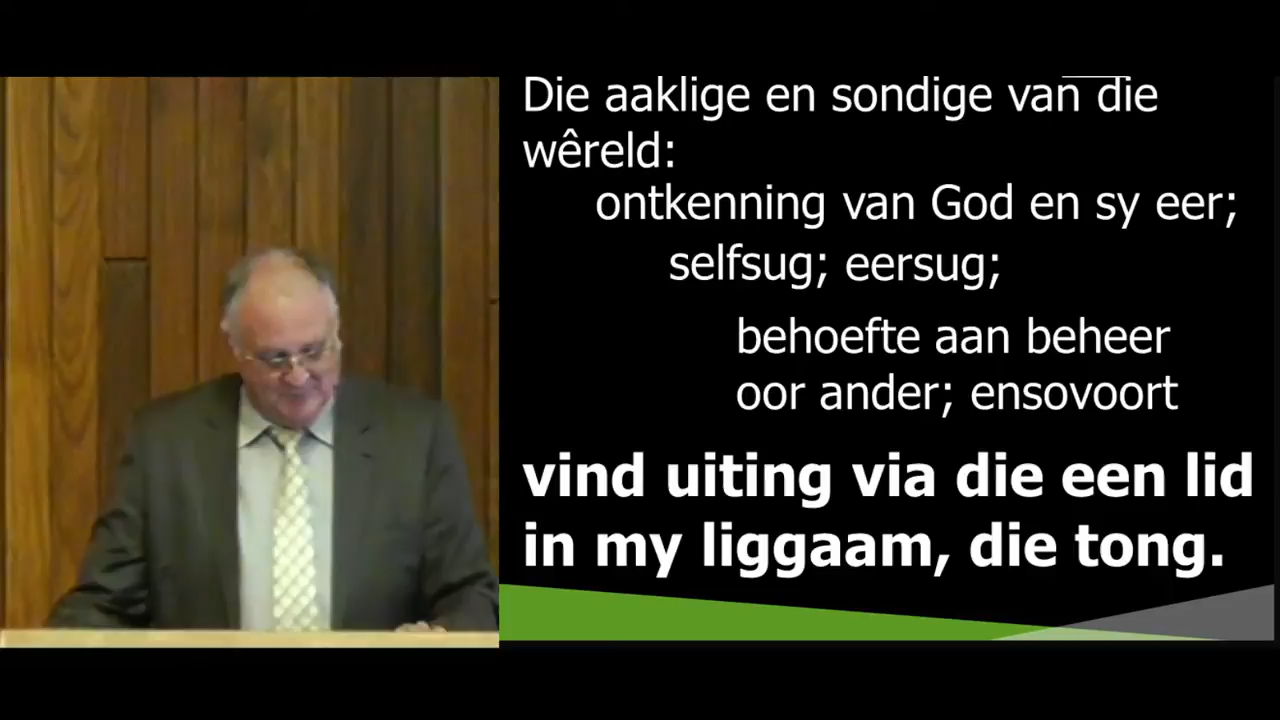 Die aaklige en sondige van die
wêreld:
ontkenning van God en sy eer;
selfsug; eersug;
behoefte aan beheer
oor ander; ensovoort
vind uiting via die een lid
in my liggaam, die tong.